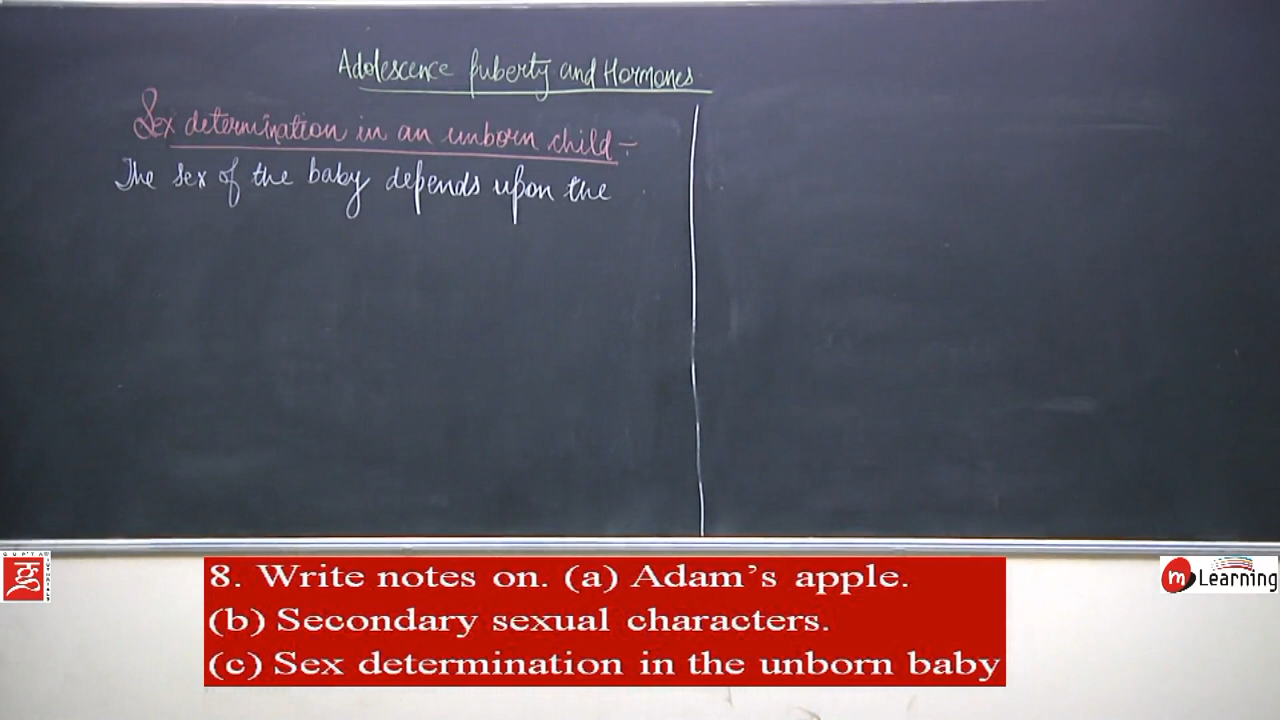 Adolescence puberty and Hormones
Sex determination in an unborn child :-
The sex of the baby depends upon the
GUPTA
m Learning
8. Write notes on. (a) Adam's apple.
(b) Secondary sexual characters.
(c) Sex determination in the unborn baby